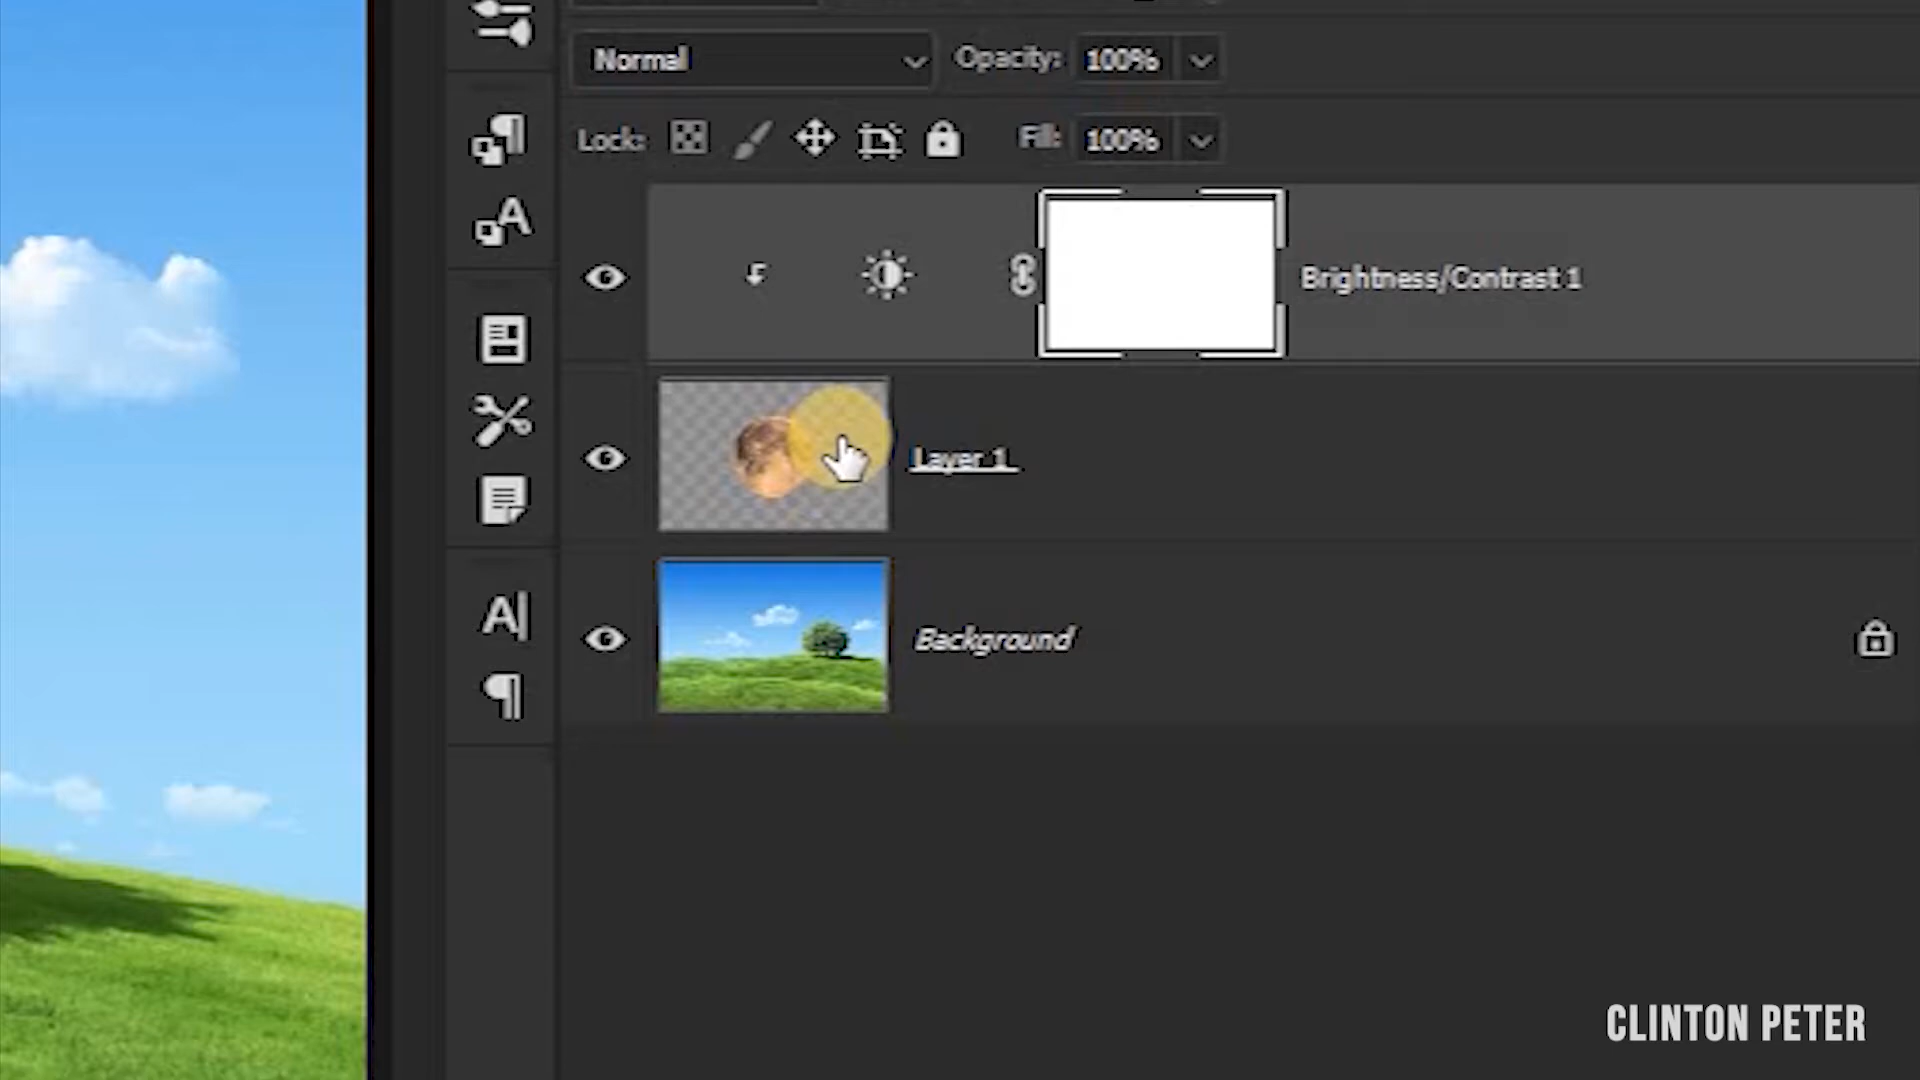 Normal
Opacity: 100%
Lock:
Fill: 100%
Brightness/Contrast 1
Layer 1
Background
CLINTON PETER